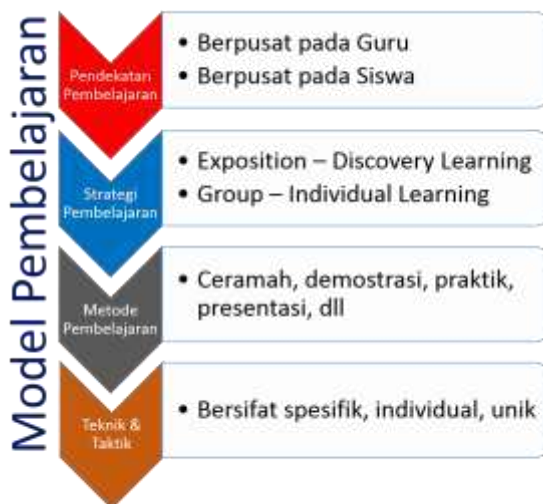 Model Pembelajaran
Pendekatan
Pembelajaran
• Berpusat pada Guru
• Berpusat pada Siswa
Strategi
Pembelajaran
• Exposition – Discovery Learning
• Group – Individual Learning
Metode
Pembelajaran
• Ceramah, demostrasi, praktik,
presentasi, dll
Teknik &
Taktik
• Bersifat spesifik, individual, unik